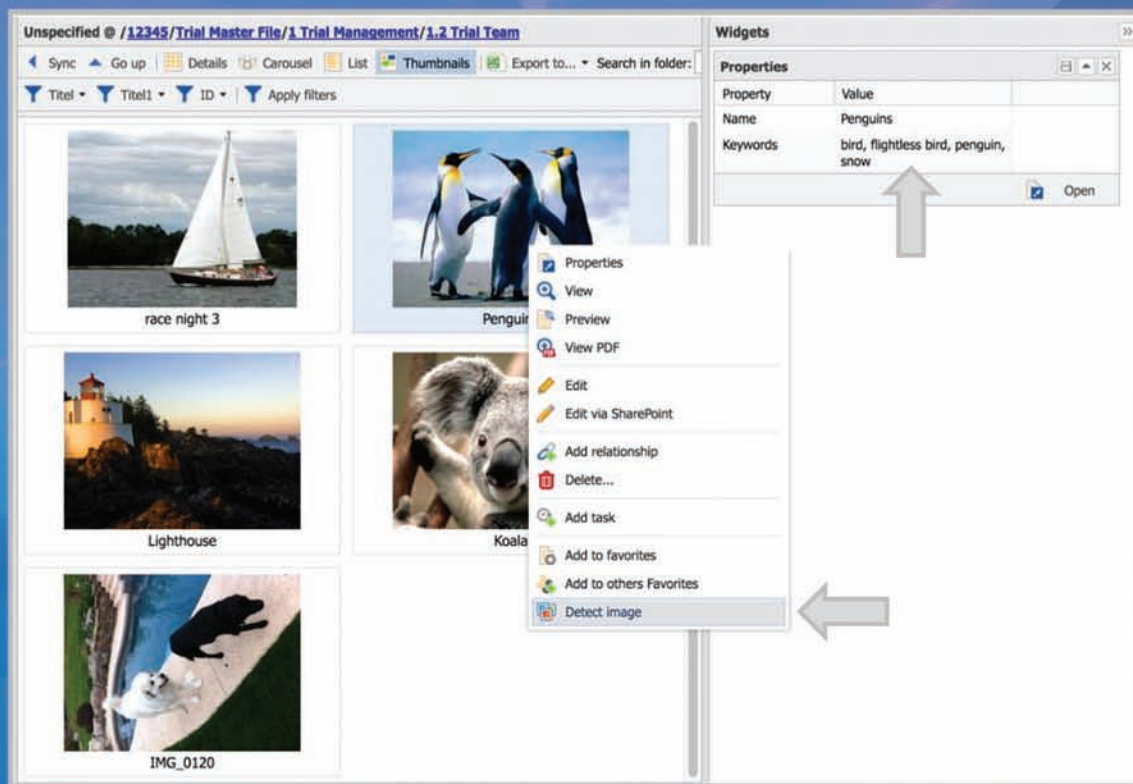 Unspecified @ /12345/Trial Master File/1 Trial Management/1.2 Trial Team
Sync Go up Details Carousel List Thumbnails Export to... Search in folder:
Titel Titel1 ID Apply filters
race night 3
Penguin
Lighthouse
Koala
IMG_0120
Properties
View
Preview
View PDF
PDF
Edit
Edit via SharePoint
Add relationship
Delete...
Add task
Add to favorites
Add to others Favorites
Detect image
Widgets
Properties
Property Value
Name Penguins
Keywords bird, flightless bird, penguin,
snow
Open